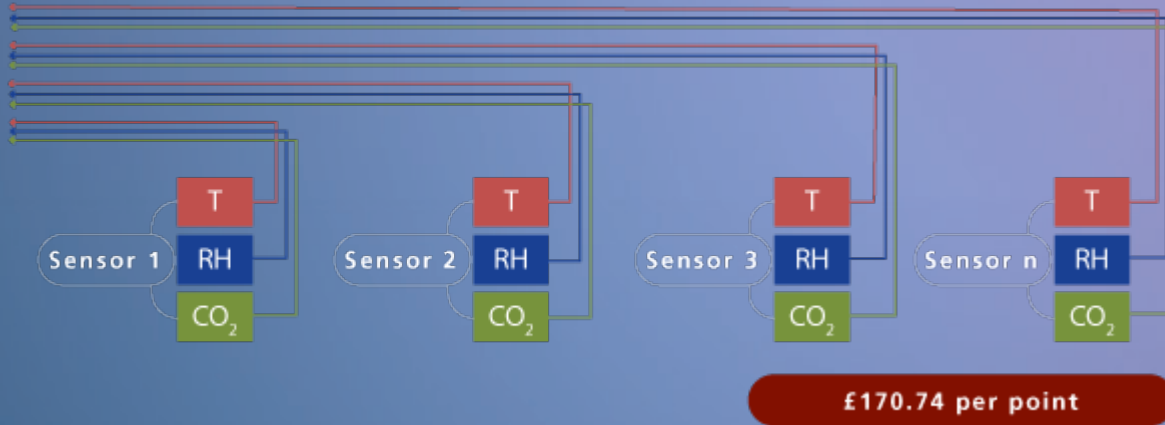 T T T T
Sensor 1 RH Sensor 2 RH Sensor 3 RH Sensor n RH
CO₂ CO₂ CO₂ CO₂
£170.74 per point